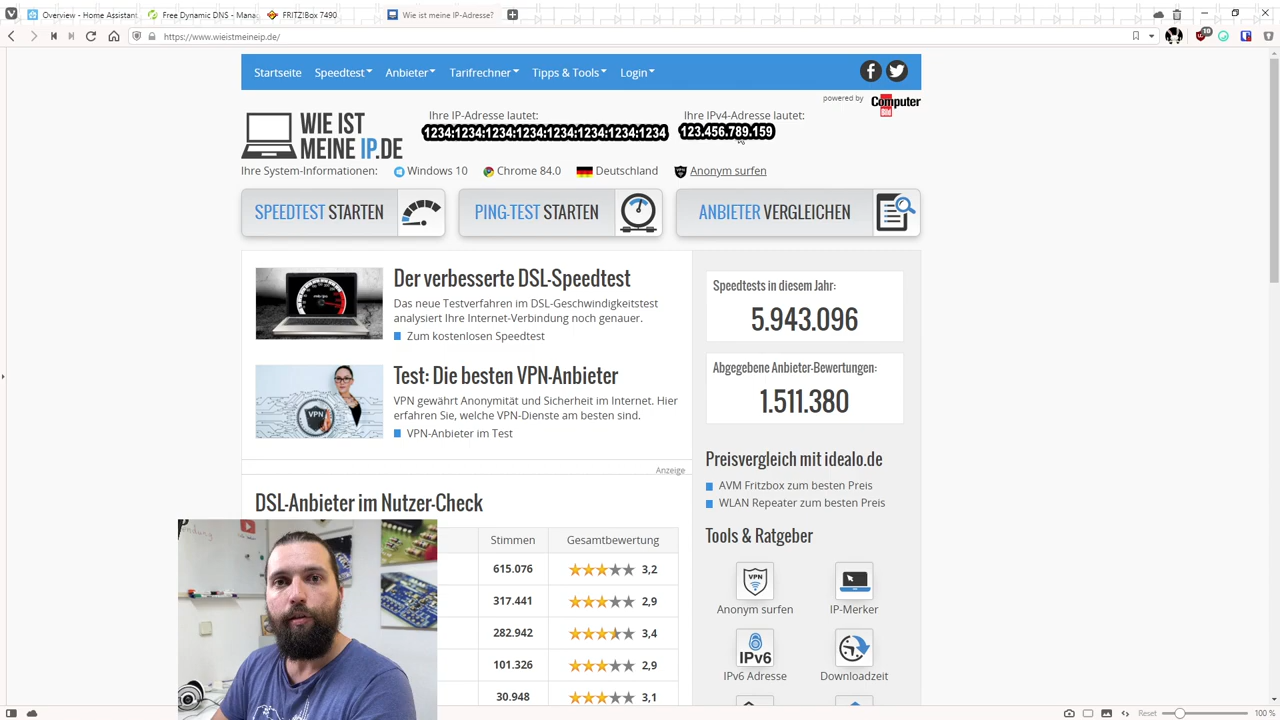 Overview - Home Assistant
Free Dynamic DNS - Manag
FRITZ!Box 7490
Wie ist meine IP-Adresse?
https://www.wieistmeineip.de/
10
Startseite Speedtest Anbieter Tarifrechner Tipps & Tools Login
powered by
Computer
Bild
WIE IST
MEINE IP.DE
Ihre IP-Adresse lautet:
1234:1234:1234:1234:1234:1234:1234:1234
Ihre IPv4-Adresse lautet:
123.456.789.159
Ihre System-Informationen: Windows 10 Chrome 84.0 Deutschland VPN Anonym surfen
SPEEDTEST STARTEN
PING-TEST STARTEN
ANBIETER VERGLEICHEN
Der verbesserte DSL-Speedtest
Das neue Testverfahren im DSL-Geschwindigkeitstest
analysiert Ihre Internet-Verbindung noch genauer.
Zum kostenlosen Speedtest
VPN
Test: Die besten VPN-Anbieter
VPN gewährt Anonymität und Sicherheit im Internet. Hier
erfahren Sie, welche VPN-Dienste am besten sind.
VPN-Anbieter im Test
Anzeige
DSL-Anbieter im Nutzer-Check
Stimmen Gesamtbewertung
615.076 3,2
317.441 2,9
282.942 3,4
101.326 2,9
30.948 3,1
Speedtests in diesem Jahr:
5.943.096
Abgegebene Anbieter-Bewertungen:
1.511.380
Preisvergleich mit idealo.de
AVM Fritzbox zum besten Preis
WLAN Repeater zum besten Preis
Tools & Ratgeber
VPN
Anonym surfen
IP-Merker
IPv6
IPv6 Adresse
Downloadzeit
Reset
100 %